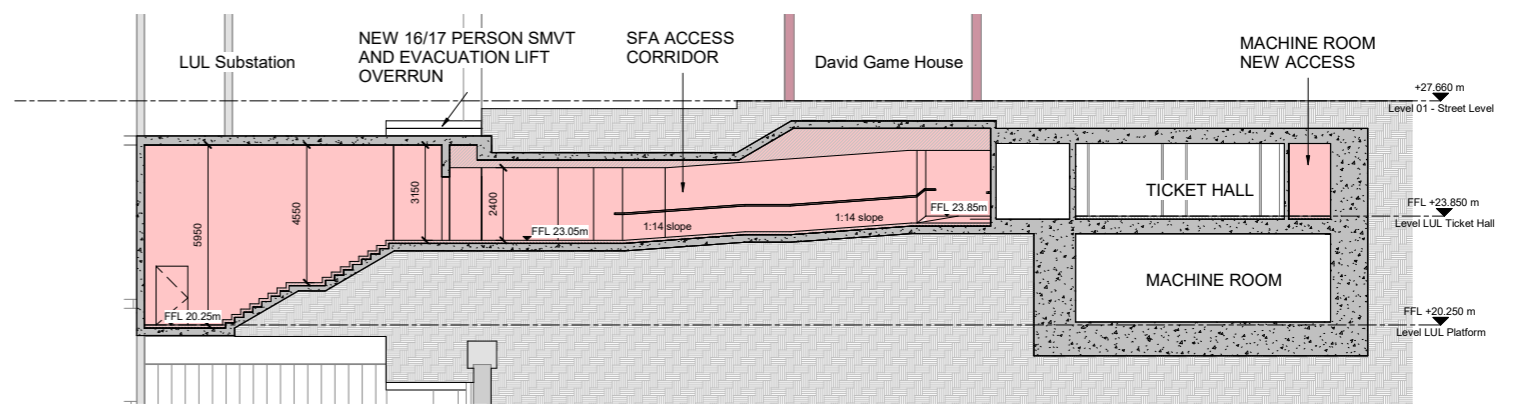 LUL Substation
NEW 16/17 PERSON SMVT
AND EVACUATION LIFT
OVERRUN
SFA ACCESS
CORRIDOR
David Game House
MACHINE ROOM
NEW ACCESS
+27.660 m
Level 01 - Street Level
5950
4550
3150
2400
FFL 23.05m
1:14 slope
1:14 slope
FFL 23.85m
TICKET HALL
FFL +23.850 m
Level LUL Ticket Hall
MACHINE ROOM
FFL 20.25m
FFL +20.250 m
Level LUL Platform